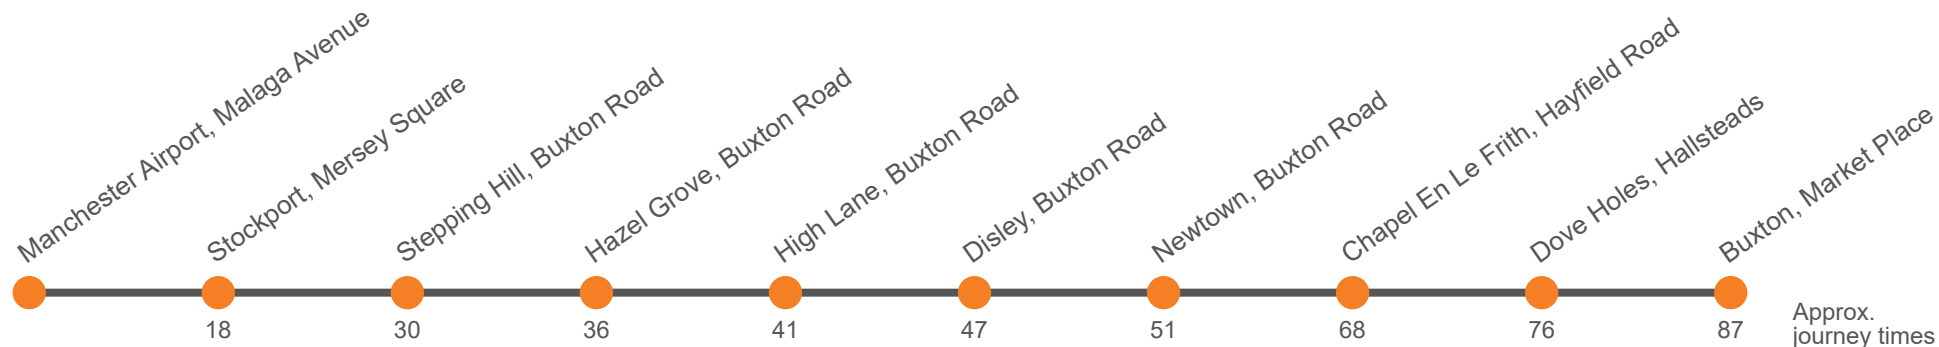 Manchester Airport, Malaga Avenue
Stockport, Mersey Square
Stepping Hill, Buxton Road
Hazel Grove, Buxton Road
High Lane, Buxton Road
Disley, Buxton Road
Newtown, Buxton Road
Chapel En Le Frith, Hayfield Road
Dove Holes, Hallsteads
Buxton, Market Place
18
30
36
41
47
51
68
76
87
Approx.
journey times